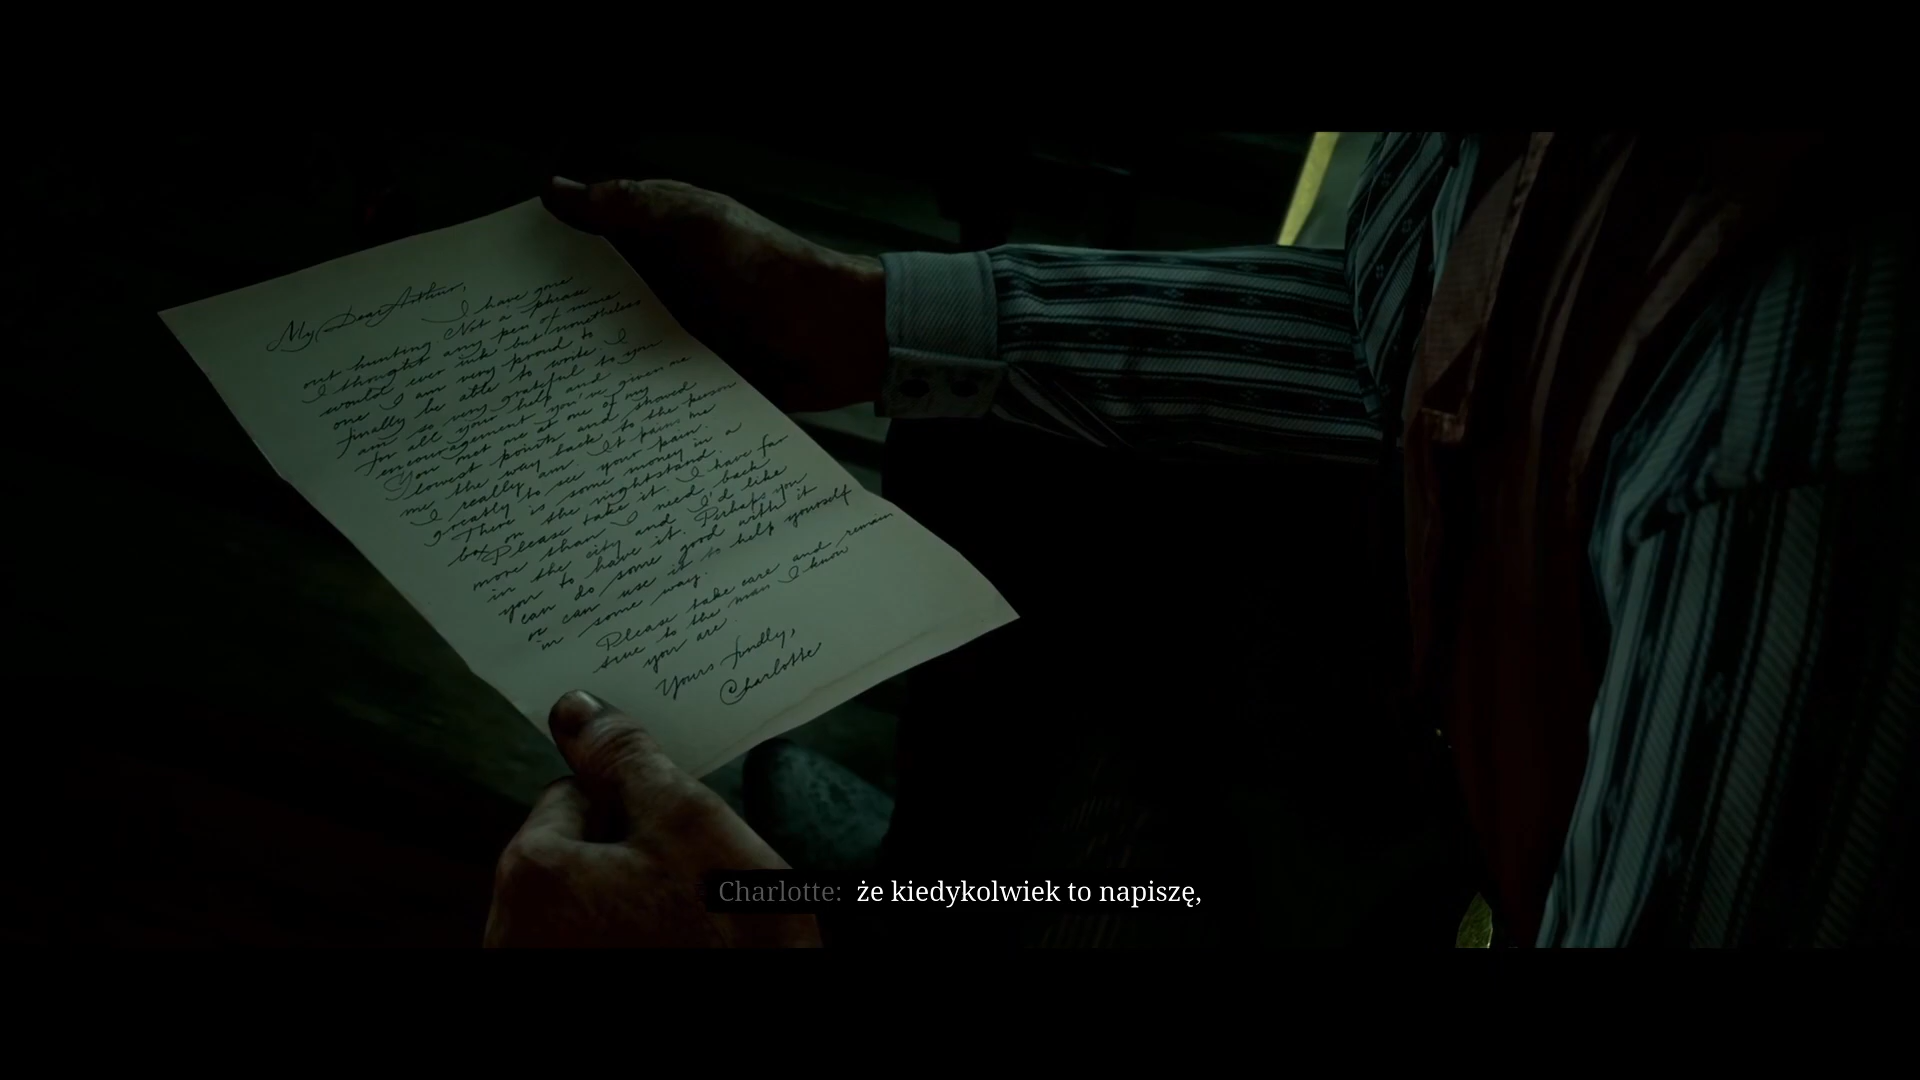 My Dear Arthur,
I have gone
out hunting. Not a phrase
I thought any pen of mine
would ever ink but nonetheless
one I am very proud to
finally be able to write. I
am so very grateful to you
for all your help and
encouragement you've given me
You met me at one of my
lowest points and showed
me the way back to the person
I really am. It pains me
greatly to see your pain.
There is some money in a
box on the nightstand.
Please take it. I have far
more than I need back
in the city and I'd like
you to have it. Perhaps you
can do some good with it
or can use it to help yourself
in some way.
Please take care and remain
true to the man I know
you are.
Yours fondly,
Charlotte
Charlotte: że kiedykolwiek to napiszę,